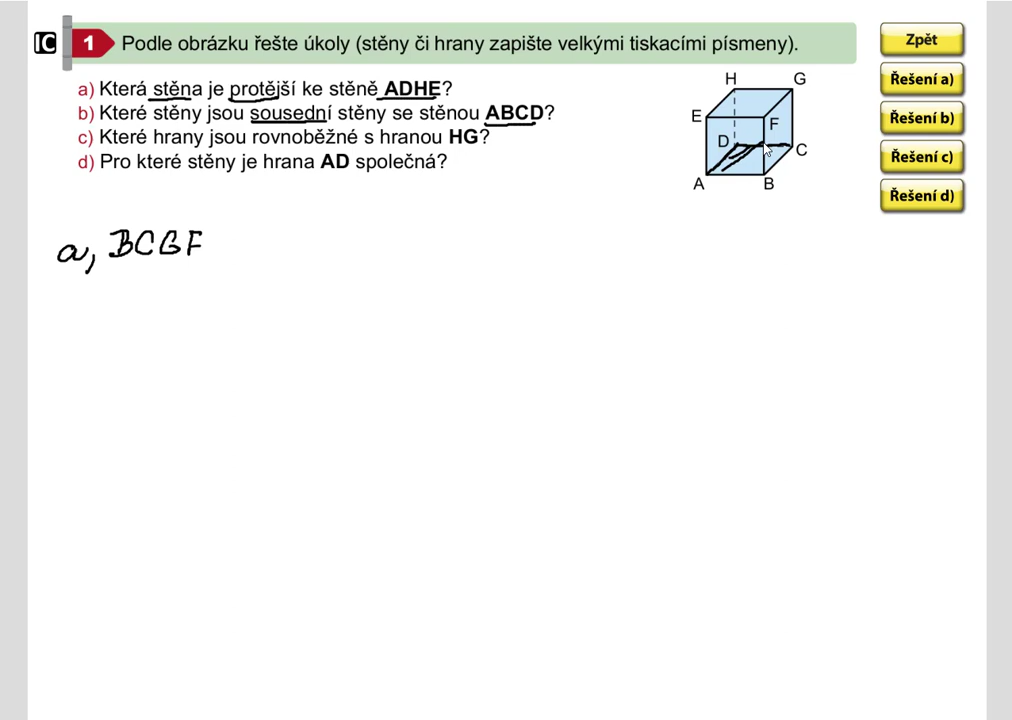 IC 1 Podle obrázku řešte úkoly (stěny či hrany zapište velkými tiskacími písmeny).
a) Která stěna je protější ke stěně ADHE?
b) Které stěny jsou sousední stěny se stěnou ABCD?
c) Které hrany jsou rovnoběžné s hranou HG?
d) Pro které stěny je hrana AD společná?
H G
E F
D C
A B
Zpět
Řešení a)
Řešení b)
Řešení c)
Řešení d)
a, BCGF